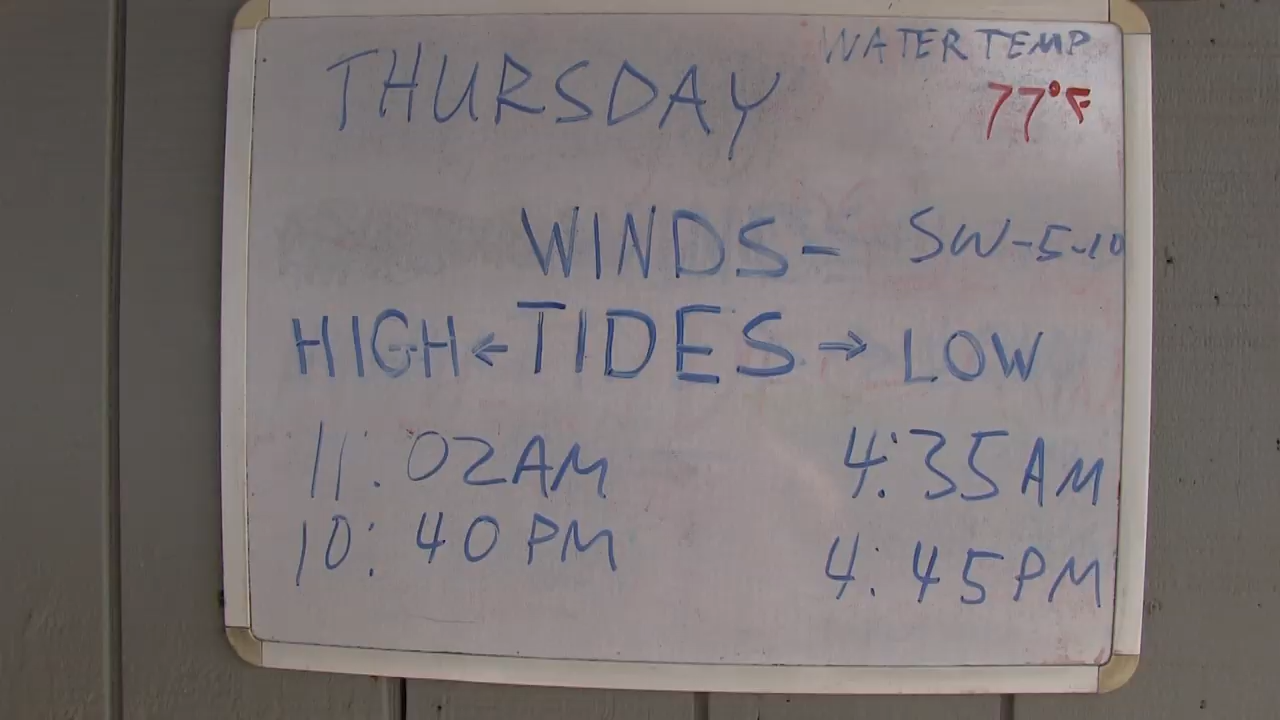 THURSDAY
WATER TEMP
77°F
WINDS- SW-5-10
HIGH ← TIDES → LOW
11:02AM 4:35AM
10:40PM 4:45PM